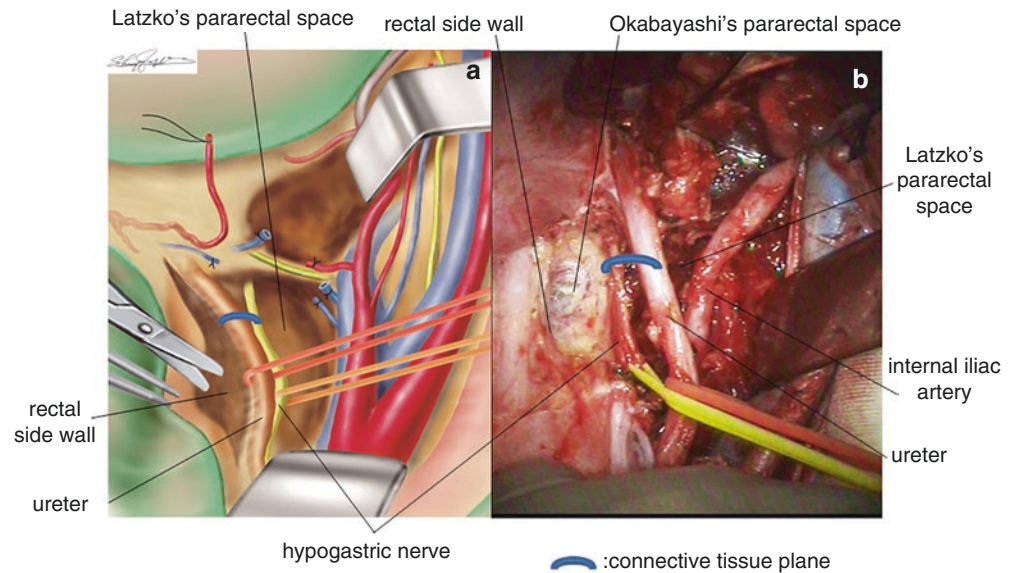 Latzko's pararectal space
rectal side wall
Okabayashi's pararectal space
a
b
Latzko's
pararectal
space
internal iliac
artery
rectal
side wall
ureter
ureter
hypogastric nerve
:connective tissue plane